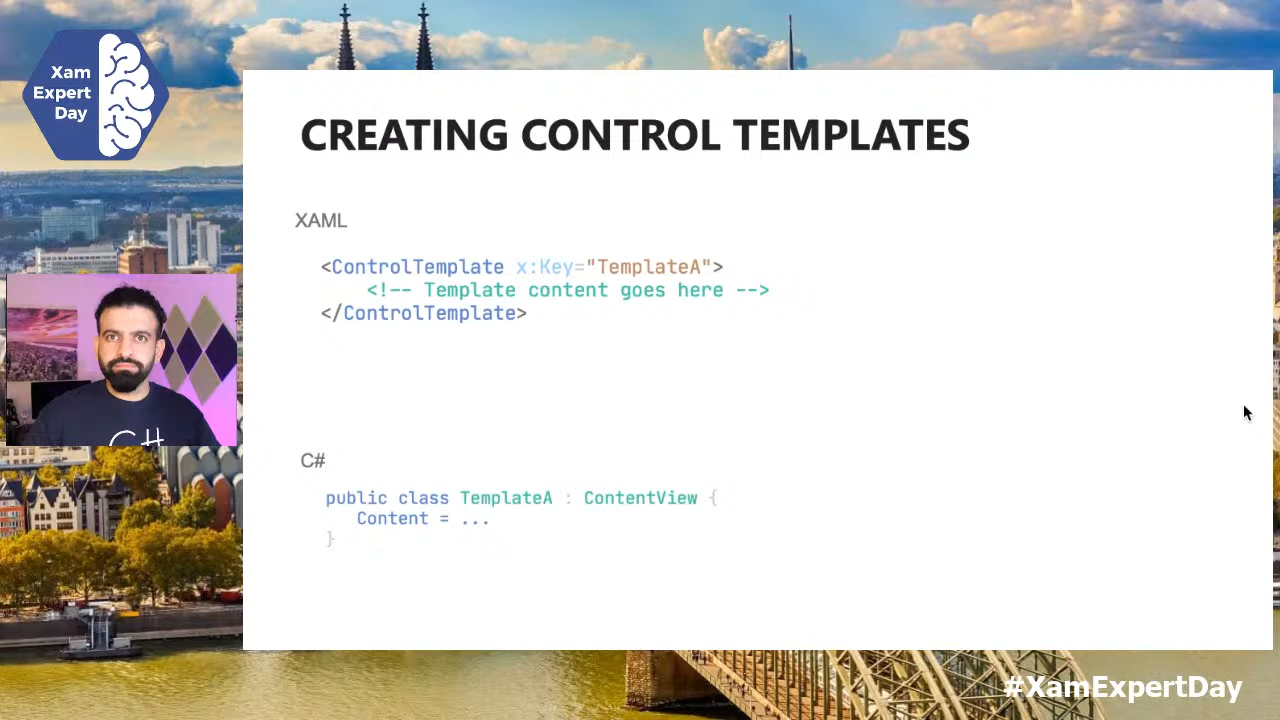 Xam
Expert
Day
CREATING CONTROL TEMPLATES
XAML
<ControlTemplate x:Key="TemplateA">
<!-- Template content goes here -->
</ControlTemplate>
C#
C#
public class TemplateA : ContentView {
Content = ...
}
#XamExpertDay